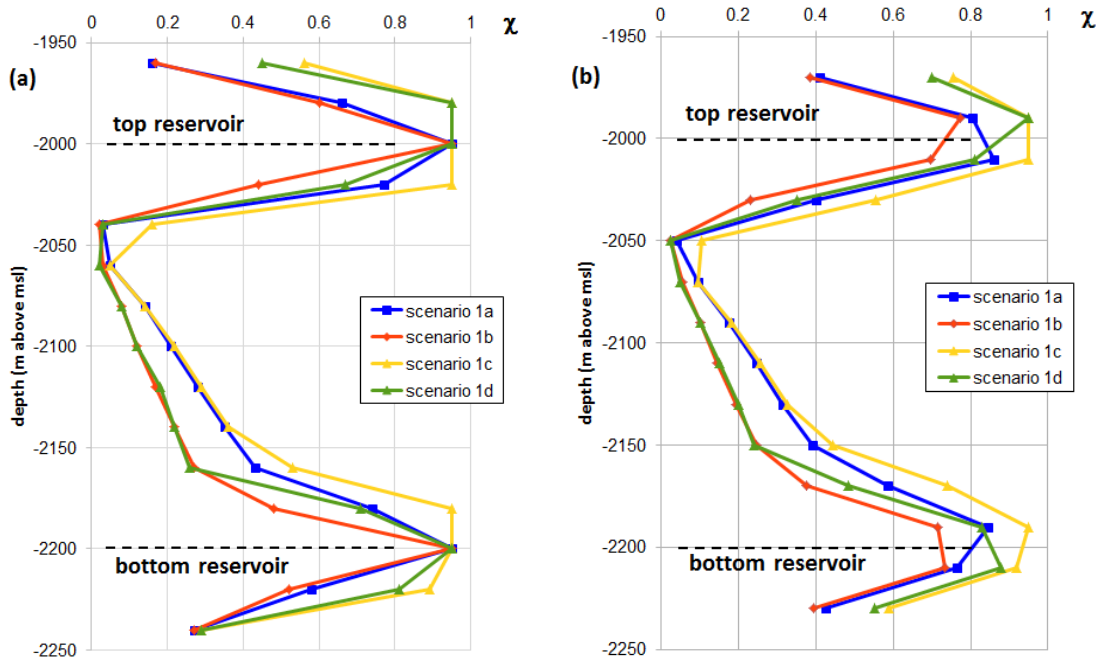 0 0.2 0.4 0.6 0.8 1 χ
(a)
-1950
-2000
-2050
-2100
-2150
-2200
-2250
depth (m above msl)
top reservoir
bottom reservoir
scenario 1a
scenario 1b
scenario 1c
scenario 1d
0 0.2 0.4 0.6 0.8 1 χ
(b)
-1950
-2000
-2050
-2100
-2150
-2200
-2250
depth (m above msl)
top reservoir
bottom reservoir
scenario 1a
scenario 1b
scenario 1c
scenario 1d